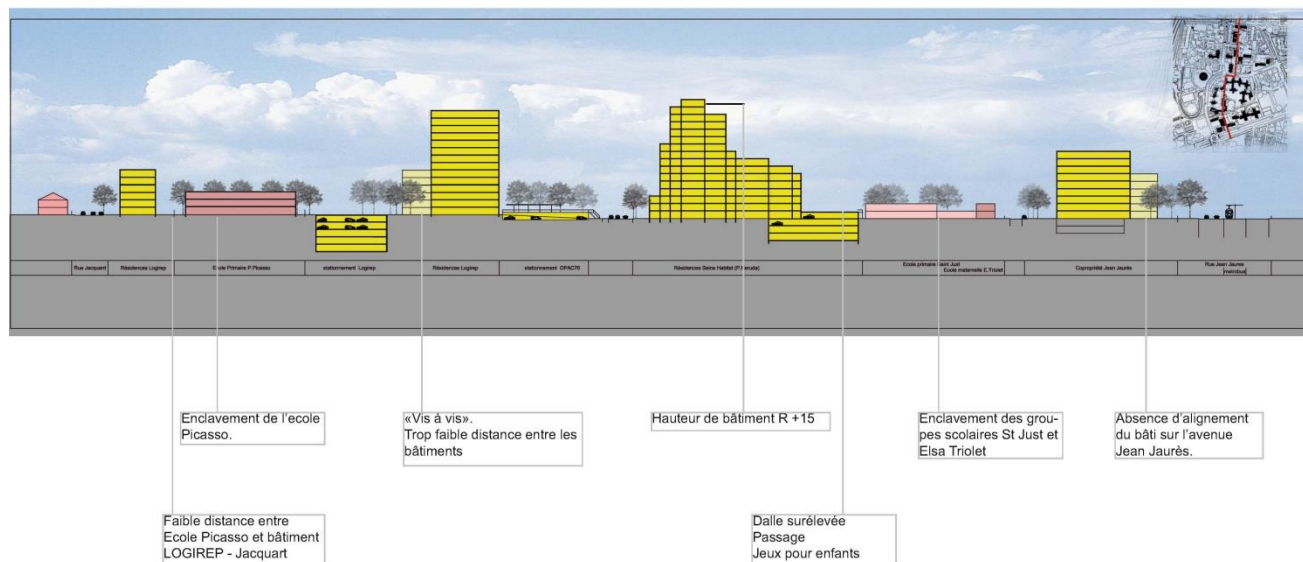 Rue Jacquart
Résidences Logirep
Ecole Primaire P.Picasso
stationnement Logirep
Résidences Logirep
stationnement OPAC76
Résidences Seine Habitat (P.Neruda)
Ecole primaire Saint Just
Ecole maternelle E.Triolet
Copropriété Jean Jaurès
Rue Jean Jaures
metrobus
Enclavement de l'ecole
Picasso.
«Vis à vis».
Trop faible distance entre les
bâtiments
Hauteur de bâtiment R +15
Enclavement des grou-
pes scolaires St Just et
Elsa Triolet
Absence d'alignement
du bâti sur l'avenue
Jean Jaurès.
Faible distance entre
Ecole Picasso et bâtiment
LOGIREP - Jacquart
Dalle surélevée
Passage
Jeux pour enfants